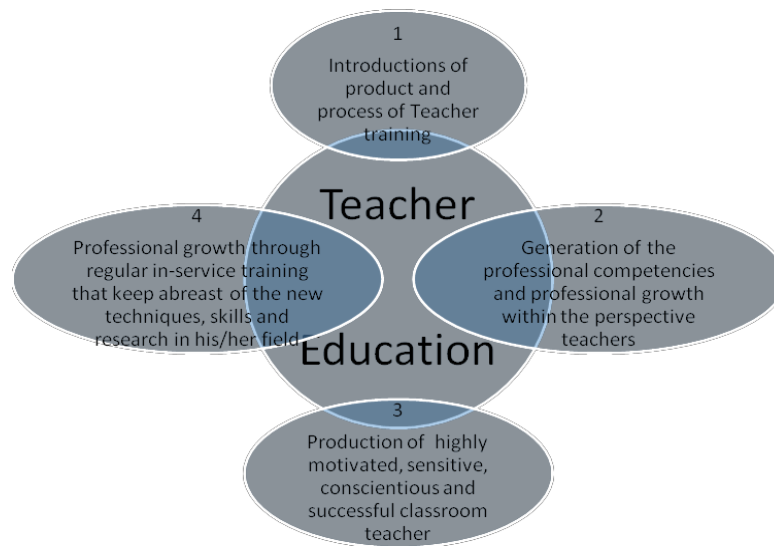 1
Introductions of
product and
process of Teacher
training
Teacher
Education
2
Generation of the
professional competencies
and professional growth
within the perspective
teachers
3
Production of highly
motivated, sensitive,
conscientious and
successful classroom
teacher
4
Professional growth through
regular in-service training
that keep abreast of the new
techniques, skills and
research in his/her field